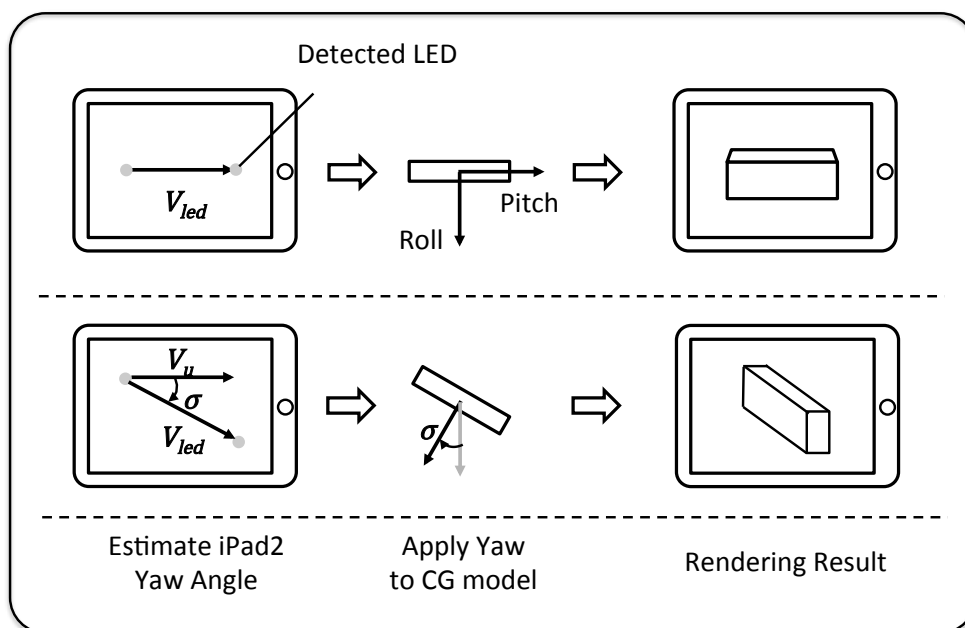 Detected LED
V_led
Pitch
Roll
V_u
σ
V_led
σ
Estimate iPad2
Yaw Angle
Apply Yaw
to CG model
Rendering Result